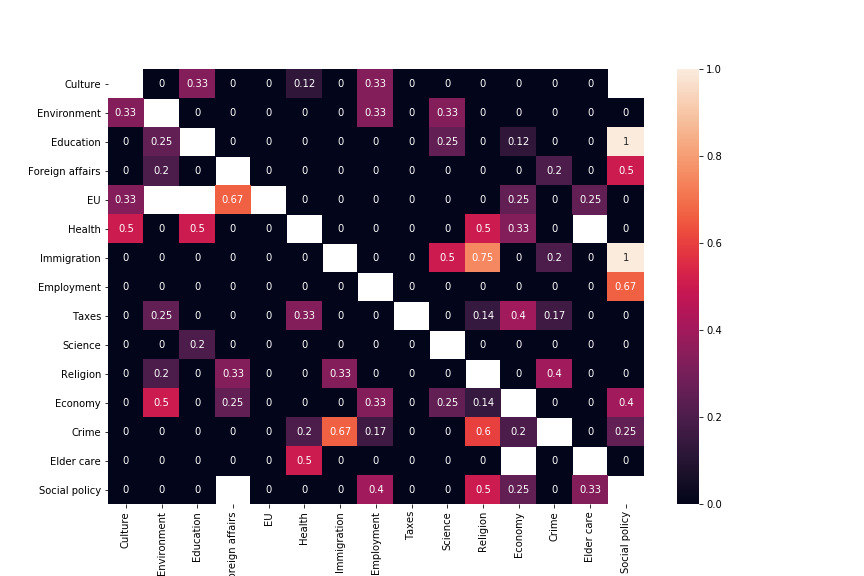 Culture 0 0.33 0 0 0.12 0 0.33 0 0 0 0 0 0
Environment 0.33 0 0 0 0 0 0.33 0 0.33 0 0 0 0 0
Education 0 0.25 0 0 0 0 0 0 0.25 0 0.12 0 0 1
Foreign affairs 0 0.2 0 0 0 0 0 0 0 0 0 0.2 0 0.5
EU 0.33 0.67 0 0 0 0 0 0 0.25 0 0.25 0
Health 0.5 0 0.5 0 0 0 0 0 0 0.5 0.33 0 0
Immigration 0 0 0 0 0 0 0 0 0.5 0.75 0 0.2 0 1
Employment 0 0 0 0 0 0 0 0 0 0 0 0 0 0.67
Taxes 0 0.25 0 0 0 0.33 0 0 0 0.14 0.4 0.17 0 0
Science 0 0 0.2 0 0 0 0 0 0 0 0 0 0 0
Religion 0 0.2 0 0.33 0 0 0.33 0 0 0 0 0.4 0 0
Economy 0 0.5 0 0.25 0 0 0 0.33 0 0.25 0.14 0 0 0.4
Crime 0 0 0 0 0 0.2 0.67 0.17 0 0 0.6 0.2 0 0.25
Elder care 0 0 0 0 0 0.5 0 0 0 0 0 0 0
Social policy 0 0 0 0 0 0 0.4 0 0 0.5 0.25 0 0.33
Culture
Environment
Education
oreign affairs
EU
Health
Immigration
Employment
Taxes
Science
Religion
Economy
Crime
Elder care
Social policy
1.0
0.8
0.6
0.4
0.2
0.0